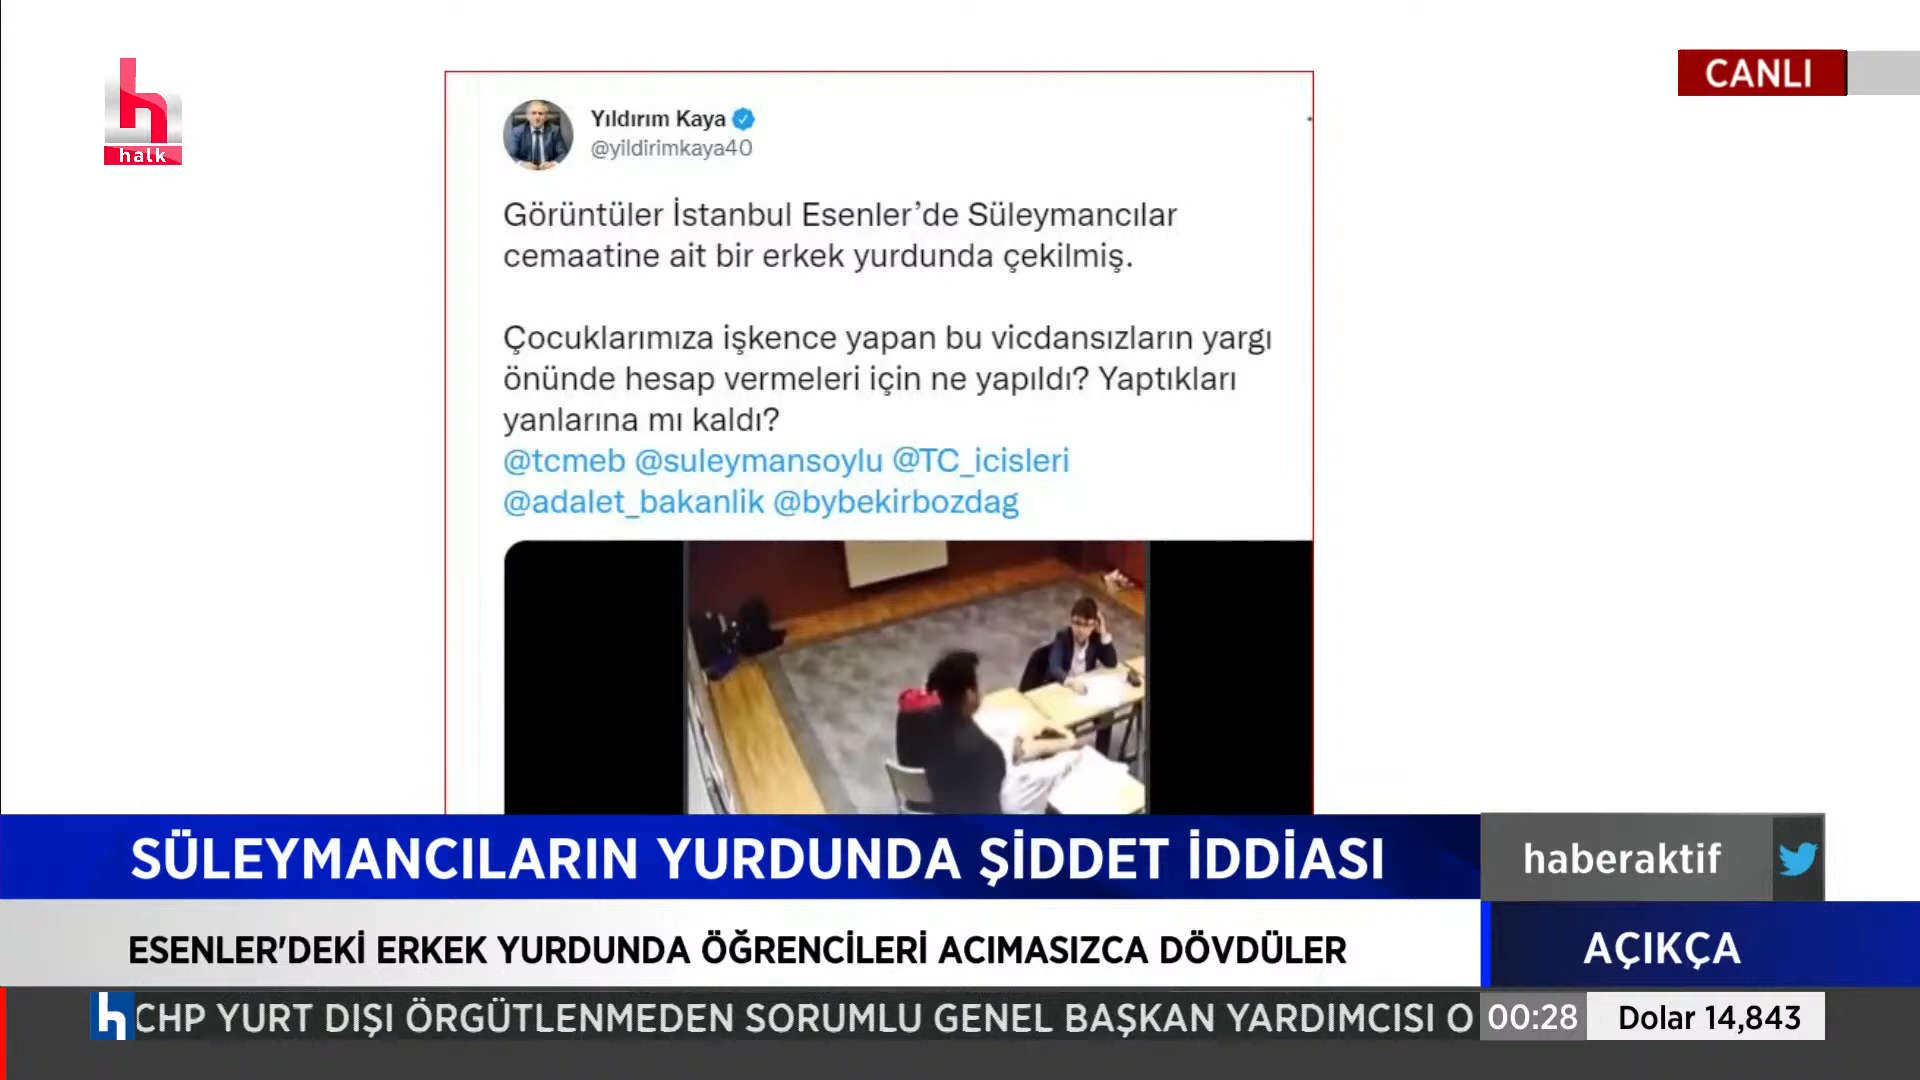 h
halk
CANLI
Yıldırım Kaya
@yildirimkaya40
Görüntüler İstanbul Esenler’de Süleymancılar
cemaatine ait bir erkek yurdunda çekilmiş.
Çocuklarımıza işkence yapan bu vicdansızların yargı
önünde hesap vermeleri için ne yapıldı? Yaptıkları
yanlarına mı kaldı?
@tcmeb @suleymansoylu @TC_icisleri
@adalet_bakanlik @bybekirbozdag
SÜLEYMANCILARIN YURDUNDA ŞİDDET İDDİASI
haberaktif
ESENLER'DEKİ ERKEK YURDUNDA ÖĞRENCİLERİ ACIMASIZCA DÖVDÜLER
AÇIKÇA
h CHP YURT DIŞI ÖRGÜTLENMEDEN SORUMLU GENEL BAŞKAN YARDIMCISI O
00:28
Dolar 14,843